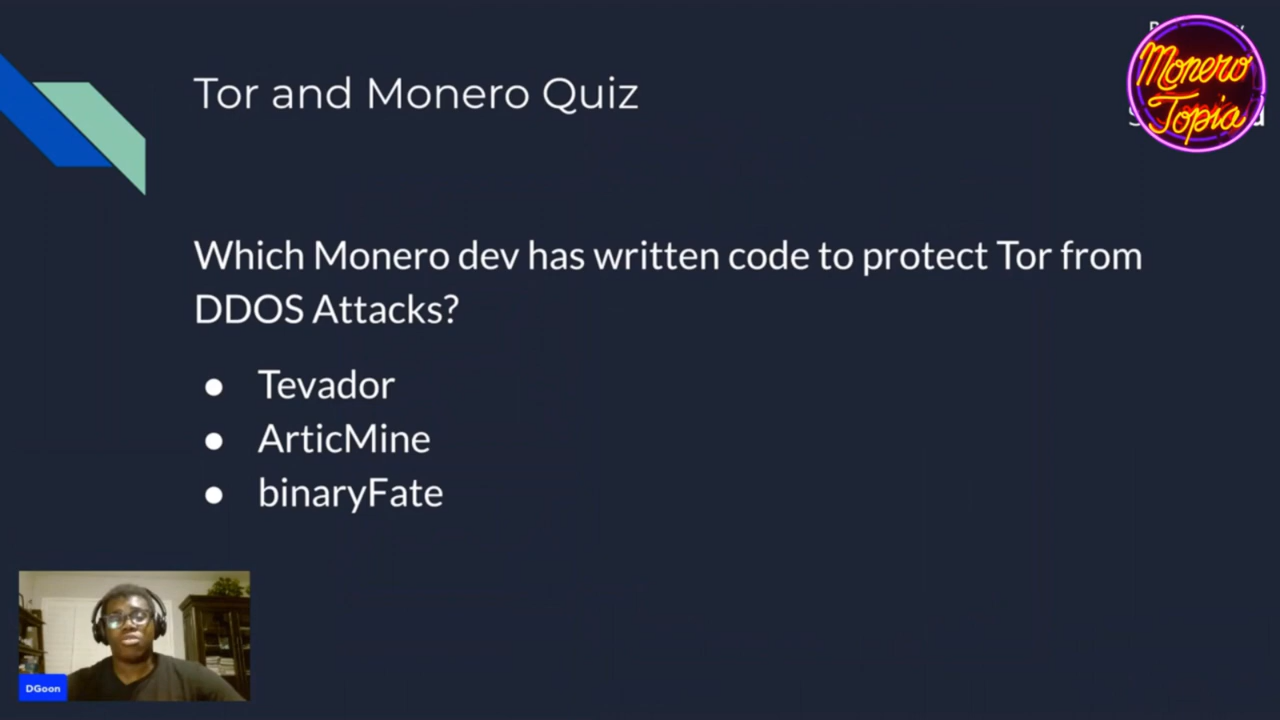 Tor and Monero Quiz
Monero
Topia
Which Monero dev has written code to protect Tor from
DDOS Attacks?
● Tevador
● ArticMine
● binaryFate
DGoon